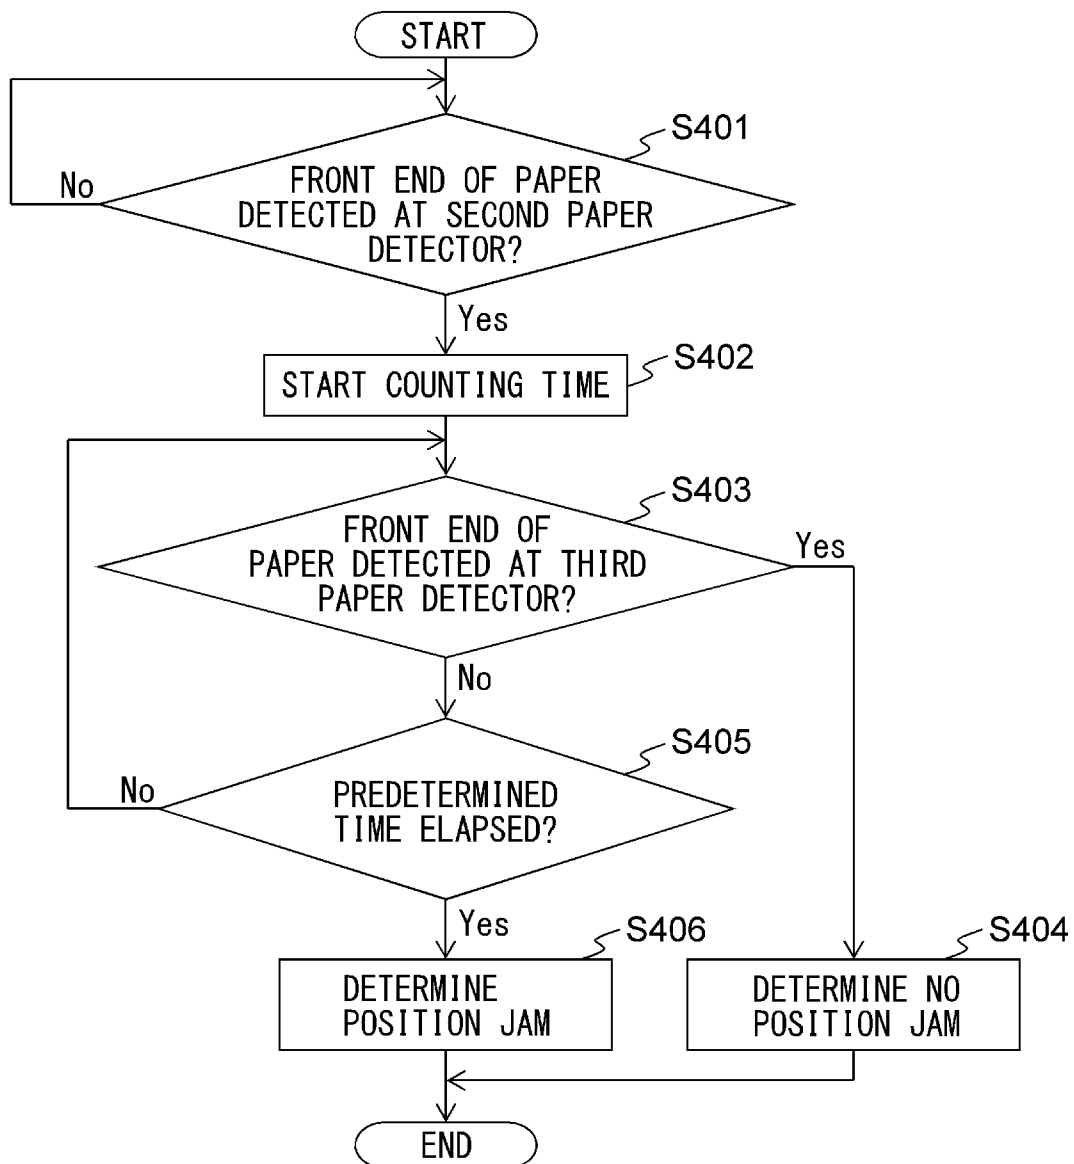 START
S401
No
FRONT END OF PAPER
DETECTED AT SECOND PAPER
DETECTOR?
Yes
S402
START COUNTING TIME
S403
FRONT END OF
PAPER DETECTED AT THIRD
PAPER DETECTOR?
Yes
No
S405
No
PREDETERMINED
TIME ELAPSED?
Yes
S406
S404
DETERMINE
POSITION JAM
DETERMINE NO
POSITION JAM
END